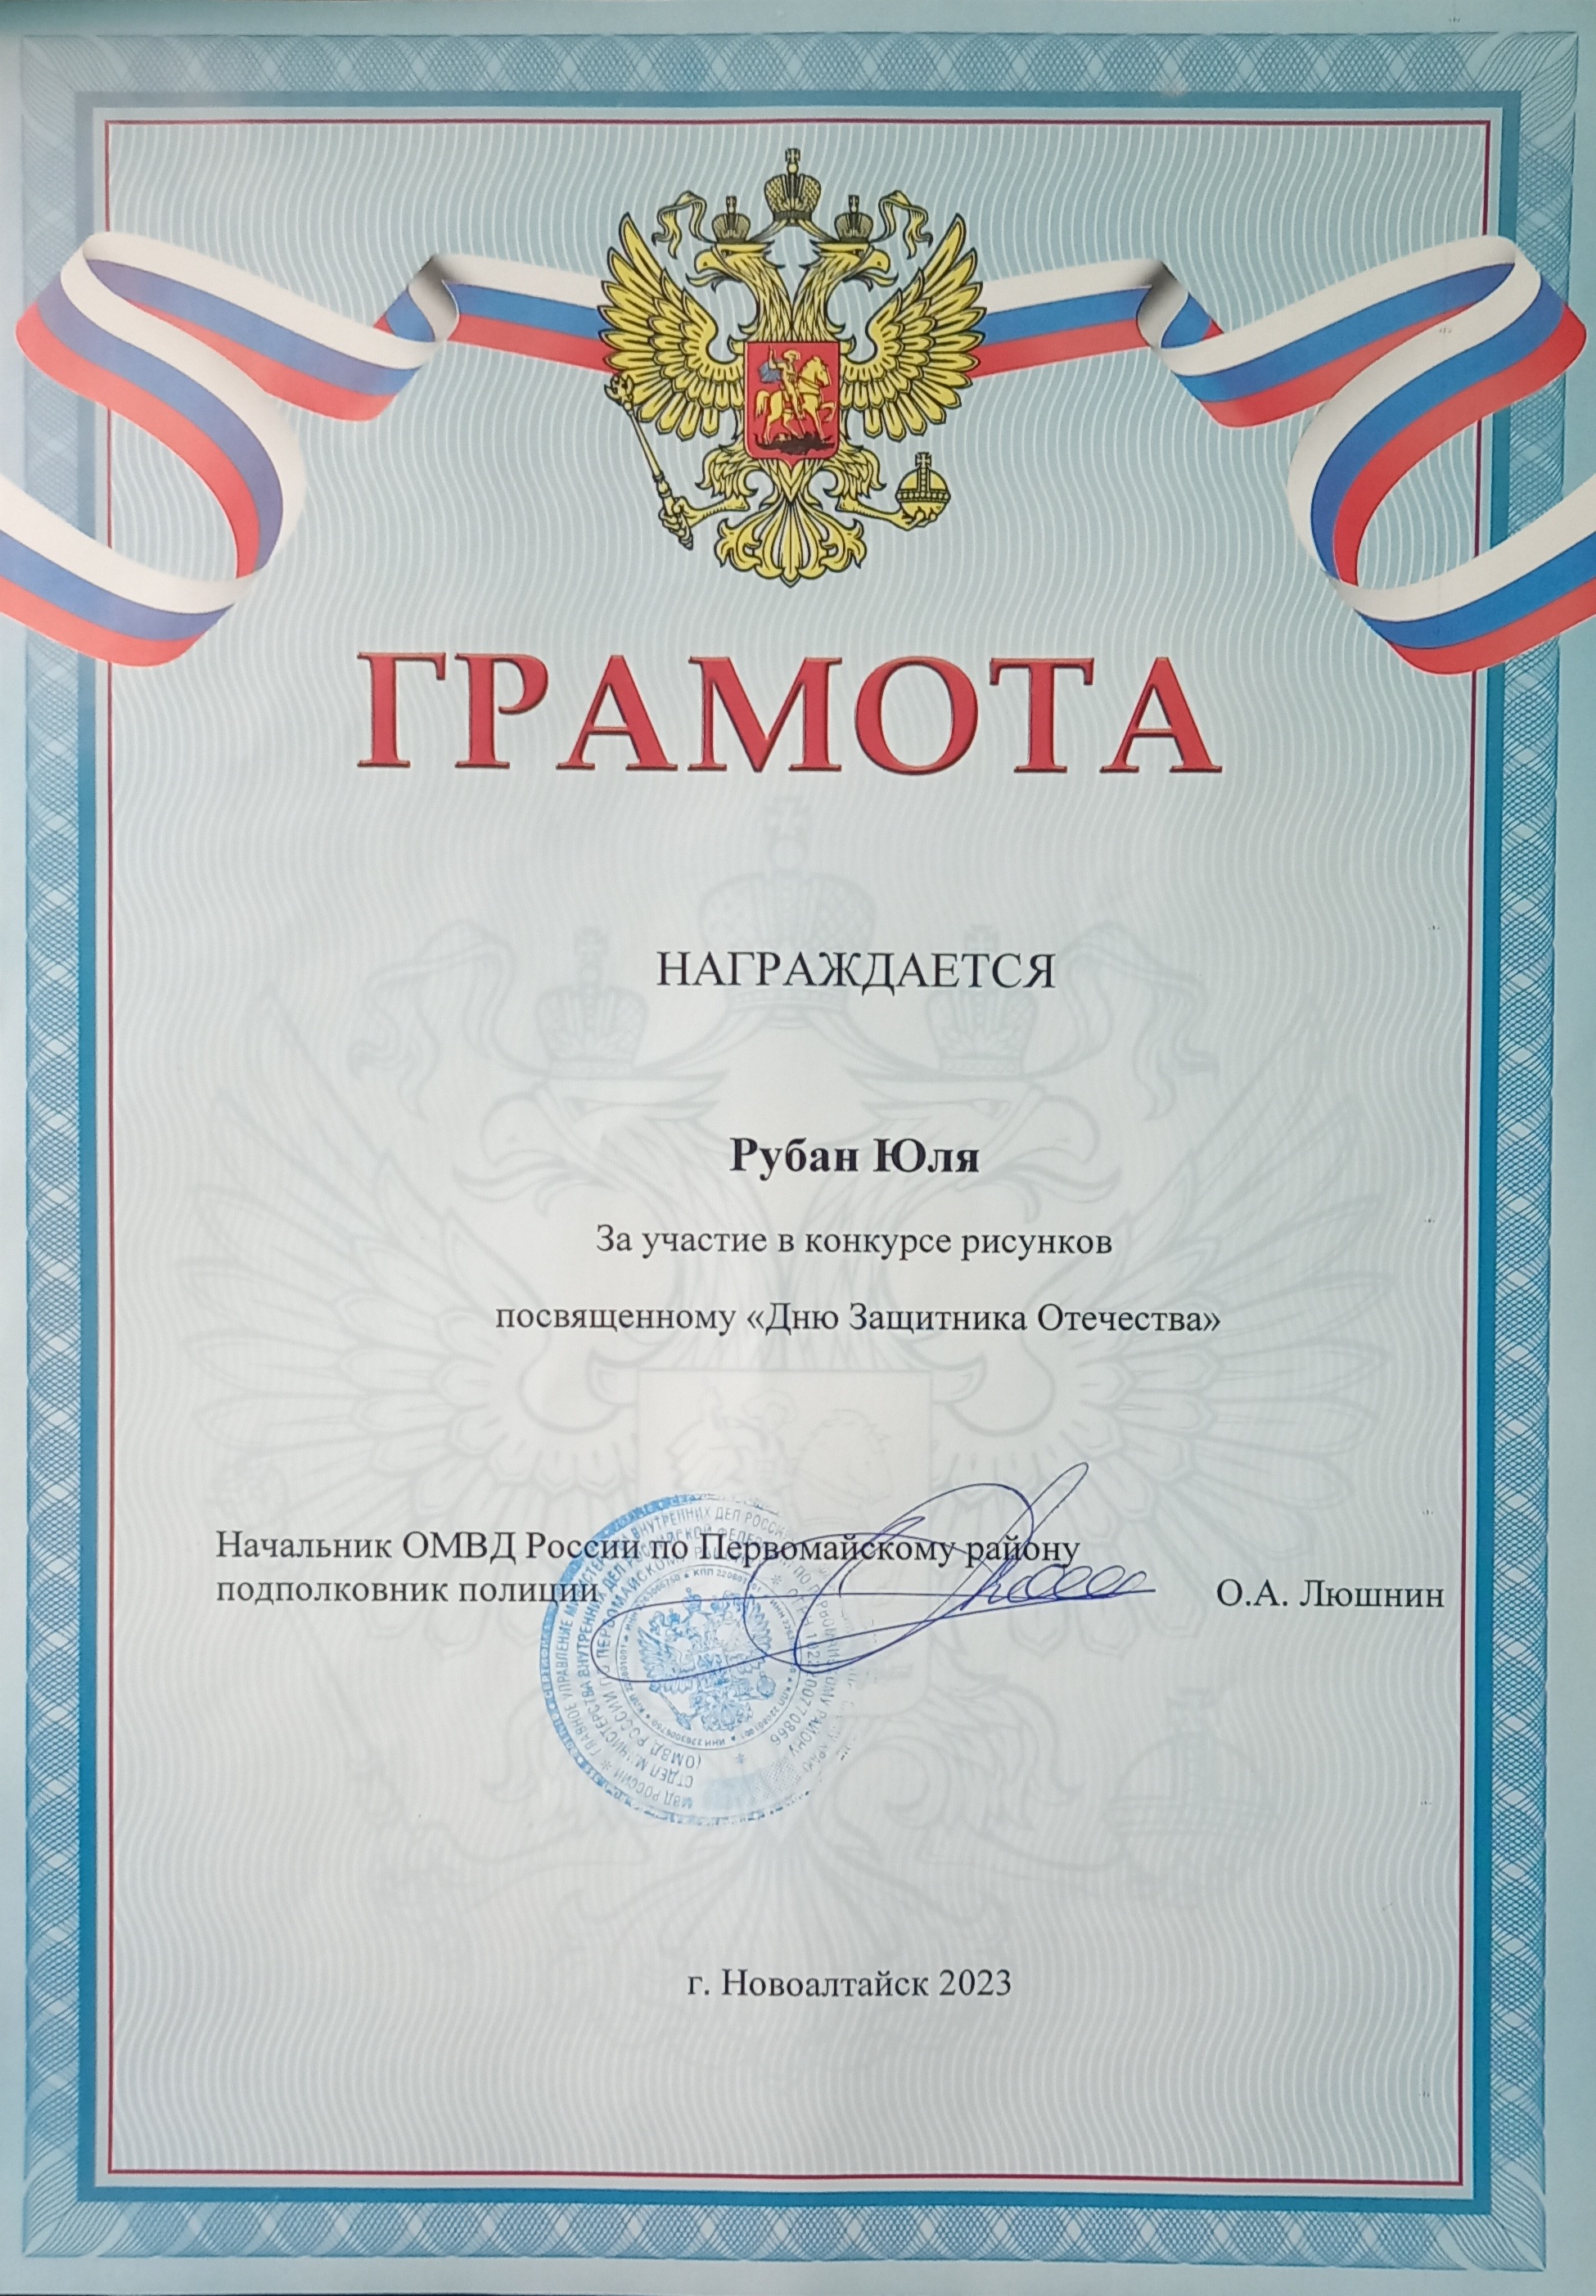 ГРАМОТА
НАГРАЖДАЕТСЯ
Рубан Юля
За участие в конкурсе рисунков
посвященному «Дню Защитника Отечества»
Начальник ОМВД России по Первомайскому району
подполковник полиции
О.А. Люшнин
г. Новоалтайск 2023